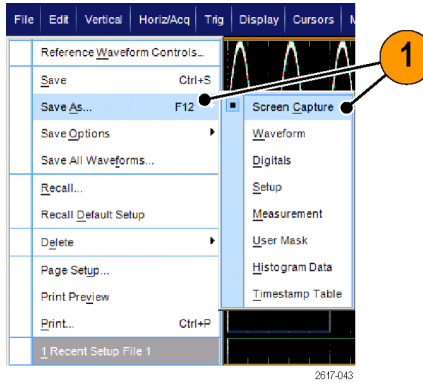 File Edit Vertical Horiz/Acq Trig Display Cursors
1
Reference Waveform Controls...
Save Ctrl+S
Save As... F12
Save Options
Save All Waveforms...
Recall...
Recall Default Setup
Delete
Page Setup...
Print Preview
Print... Ctrl+P
1 Recent Setup File 1
Screen Capture
Waveform
Digitals
Setup
Measurement
User Mask
Histogram Data
Timestamp Table
2617-043